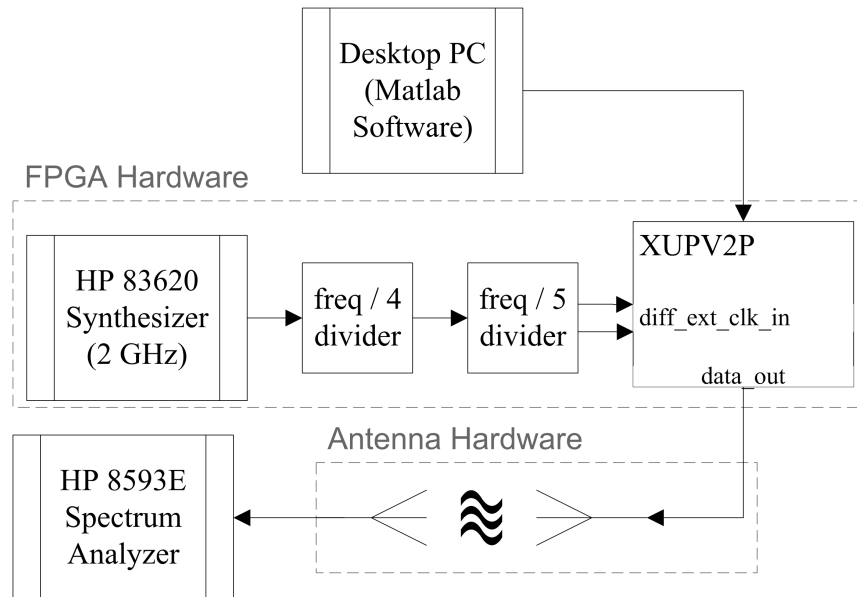 Desktop PC
(Matlab
Software)
FPGA Hardware
HP 83620
Synthesizer
(2 GHz)
freq / 4
divider
freq / 5
divider
XUPV2P
diff_ext_clk_in
data_out
Antenna Hardware
HP 8593E
Spectrum
Analyzer